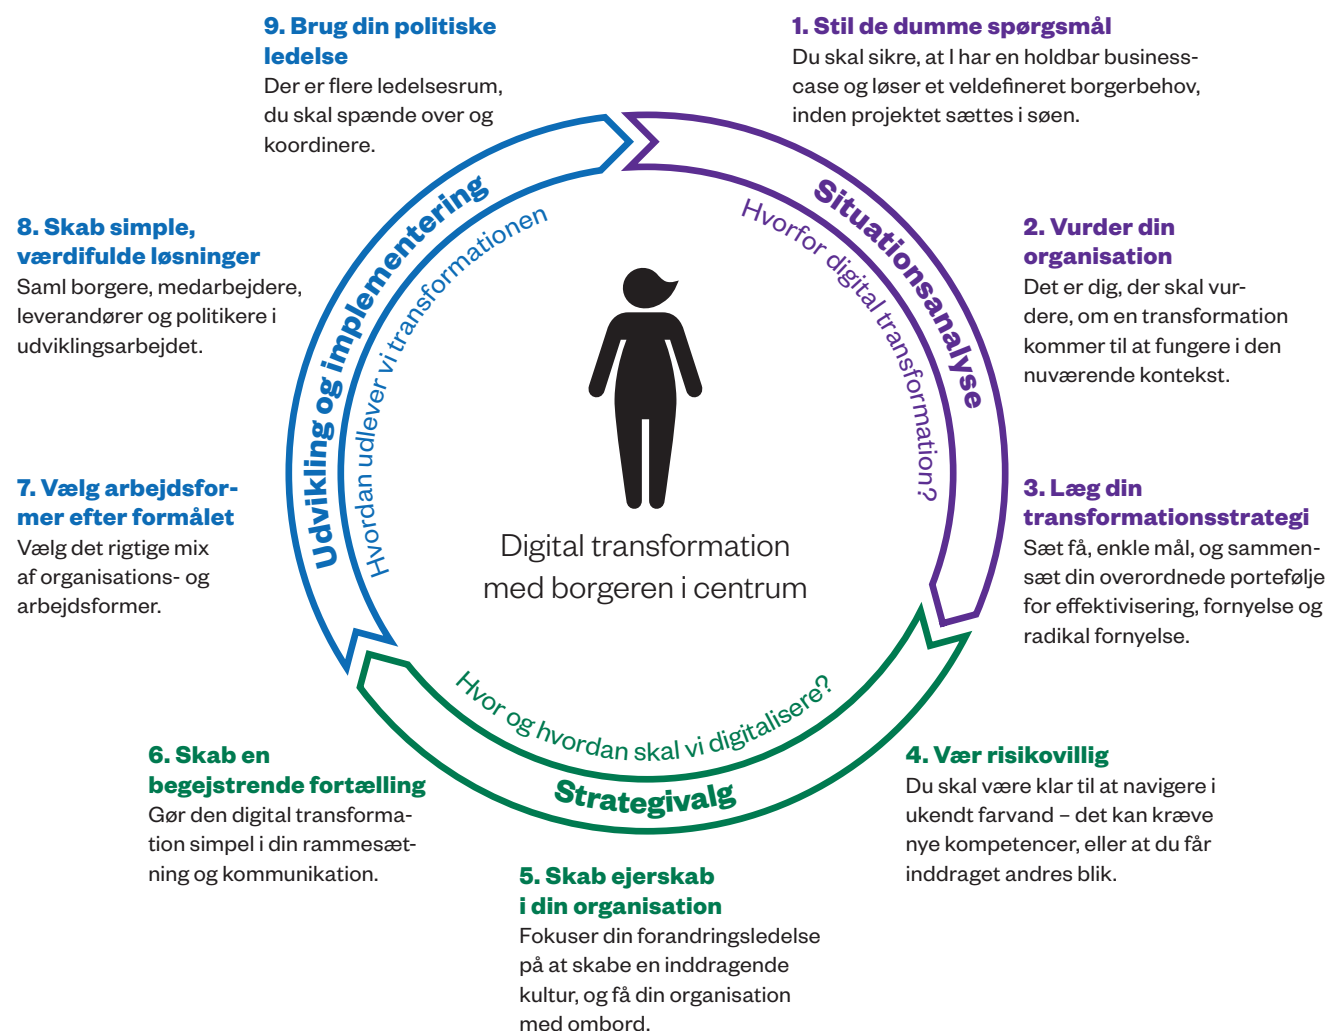 1. Stil de dumme spørgsmål
Du skal sikre, at I har en holdbar business-
case og løser et veldefineret borgerbehov,
inden projektet sættes i søen.
2. Vurder din
organisation
Det er dig, der skal vur-
dere, om en transformation
kommer til at fungere i den
nuværende kontekst.
3. Læg din
transformationsstrategi
Sæt få, enkle mål, og sammen-
sæt din overordnede portefølje
for effektivisering, fornyelse og
radikal fornyelse.
4. Vær risikovillig
Du skal være klar til at navigere i
ukendt farvand – det kan kræve
nye kompetencer, eller at du får
inddraget andres blik.
5. Skab ejerskab
i din organisation
Fokuser din forandringsledelse
på at skabe en inddragende
kultur, og få din organisation
med ombord.
6. Skab en
begejstrende fortælling
Gør den digital transforma-
tion simpel i din rammesæt-
ning og kommunikation.
7. Vælg arbejdsfor-
mer efter formålet
Vælg det rigtige mix
af organisations- og
arbejdsformer.
8. Skab simple,
værdifulde løsninger
Saml borgere, medarbejdere,
leverandører og politikere i
udviklingsarbejdet.
9. Brug din politiske
ledelse
Der er flere ledelsesrum,
du skal spænde over og
koordinere.
Situationsanalyse
Hvorfor digital transformation?
Strategivalg
Hvor og hvordan skal vi digitalisere?
Udvikling og implementering
Hvordan udlever vi transformationen
Digital transformation
med borgeren i centrum